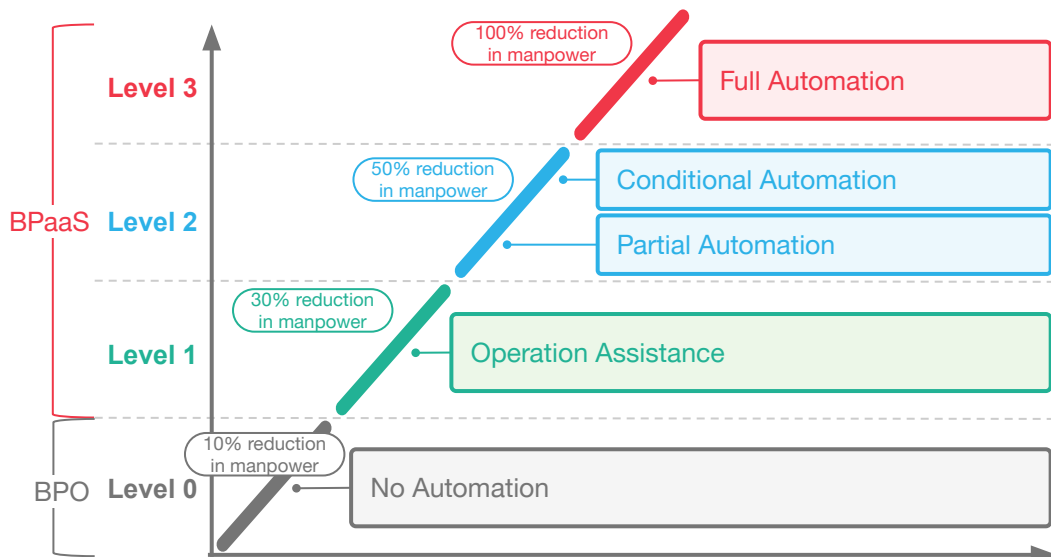 100% reduction
in manpower
Level 3
Full Automation
50% reduction
in manpower
Conditional Automation
BPaaS
Level 2
Partial Automation
30% reduction
in manpower
Level 1
Operation Assistance
10% reduction
in manpower
BPO
Level 0
No Automation